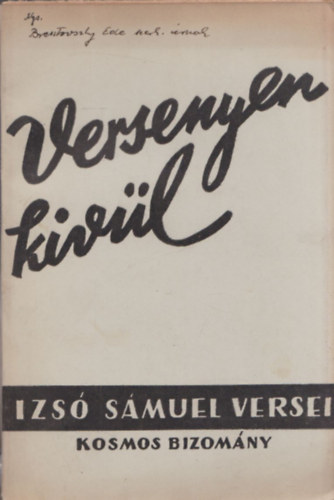 Versenyen
kivül
IZSÓ SÁMUEL VERSEI
KOSMOS BIZOMÁNY